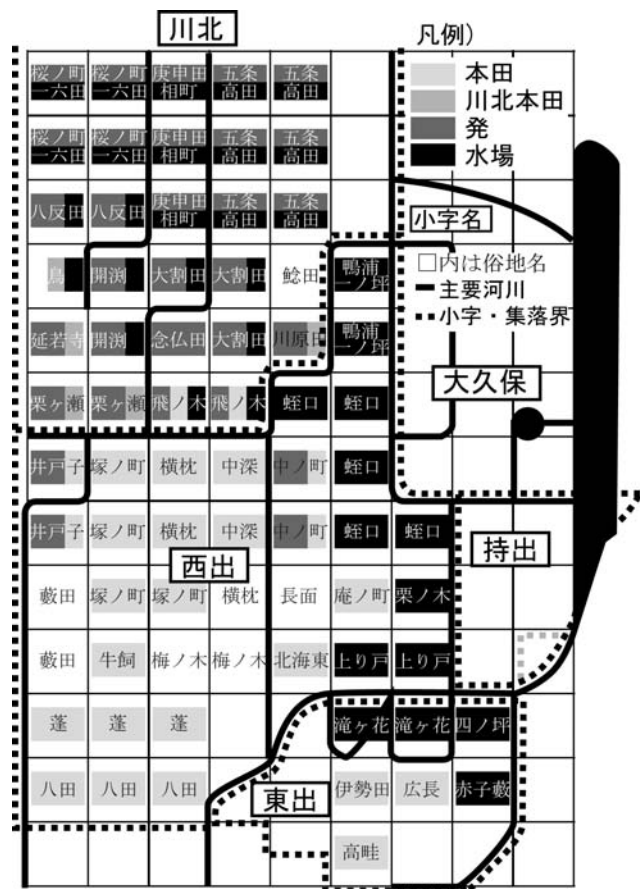 川北
凡例)
本田
川北本田
発
水場
桜ノ町 桜ノ町 庚申田 五条 五条
一六田 一六田 相町 高田 高田
桜ノ町 桜ノ町 庚申田 五条 五条
一六田 一六田 相町 高田 高田
八反田 八反田 庚申田 五条 五条
相町 高田 高田
小字名
鳥 開渕 大割田 大割田 鯰田 鴨浦
一ノ坪
□内は俗地名
主要河川
小字・集落界
延若寺 開渕 念仏田 大割田 川原田 鴨浦
一ノ坪
大久保
栗ヶ瀬 栗ヶ瀬 飛ノ木 飛ノ木 蛭口 蛭口
井戸子 塚ノ町 横枕 中深 中ノ町 蛭口
井戸子 塚ノ町 横枕 中深 中ノ町 蛭口 蛭口
西出
持出
藪田 塚ノ町 塚ノ町 横枕 長面 庵ノ町 栗ノ木
藪田 牛飼 梅ノ木 梅ノ木 北海東 上り戸 上り戸
蓬 蓬 蓬 滝ヶ花 滝ヶ花 四ノ坪
八田 八田 八田 東出 伊勢田 広長 赤子藪
高畦